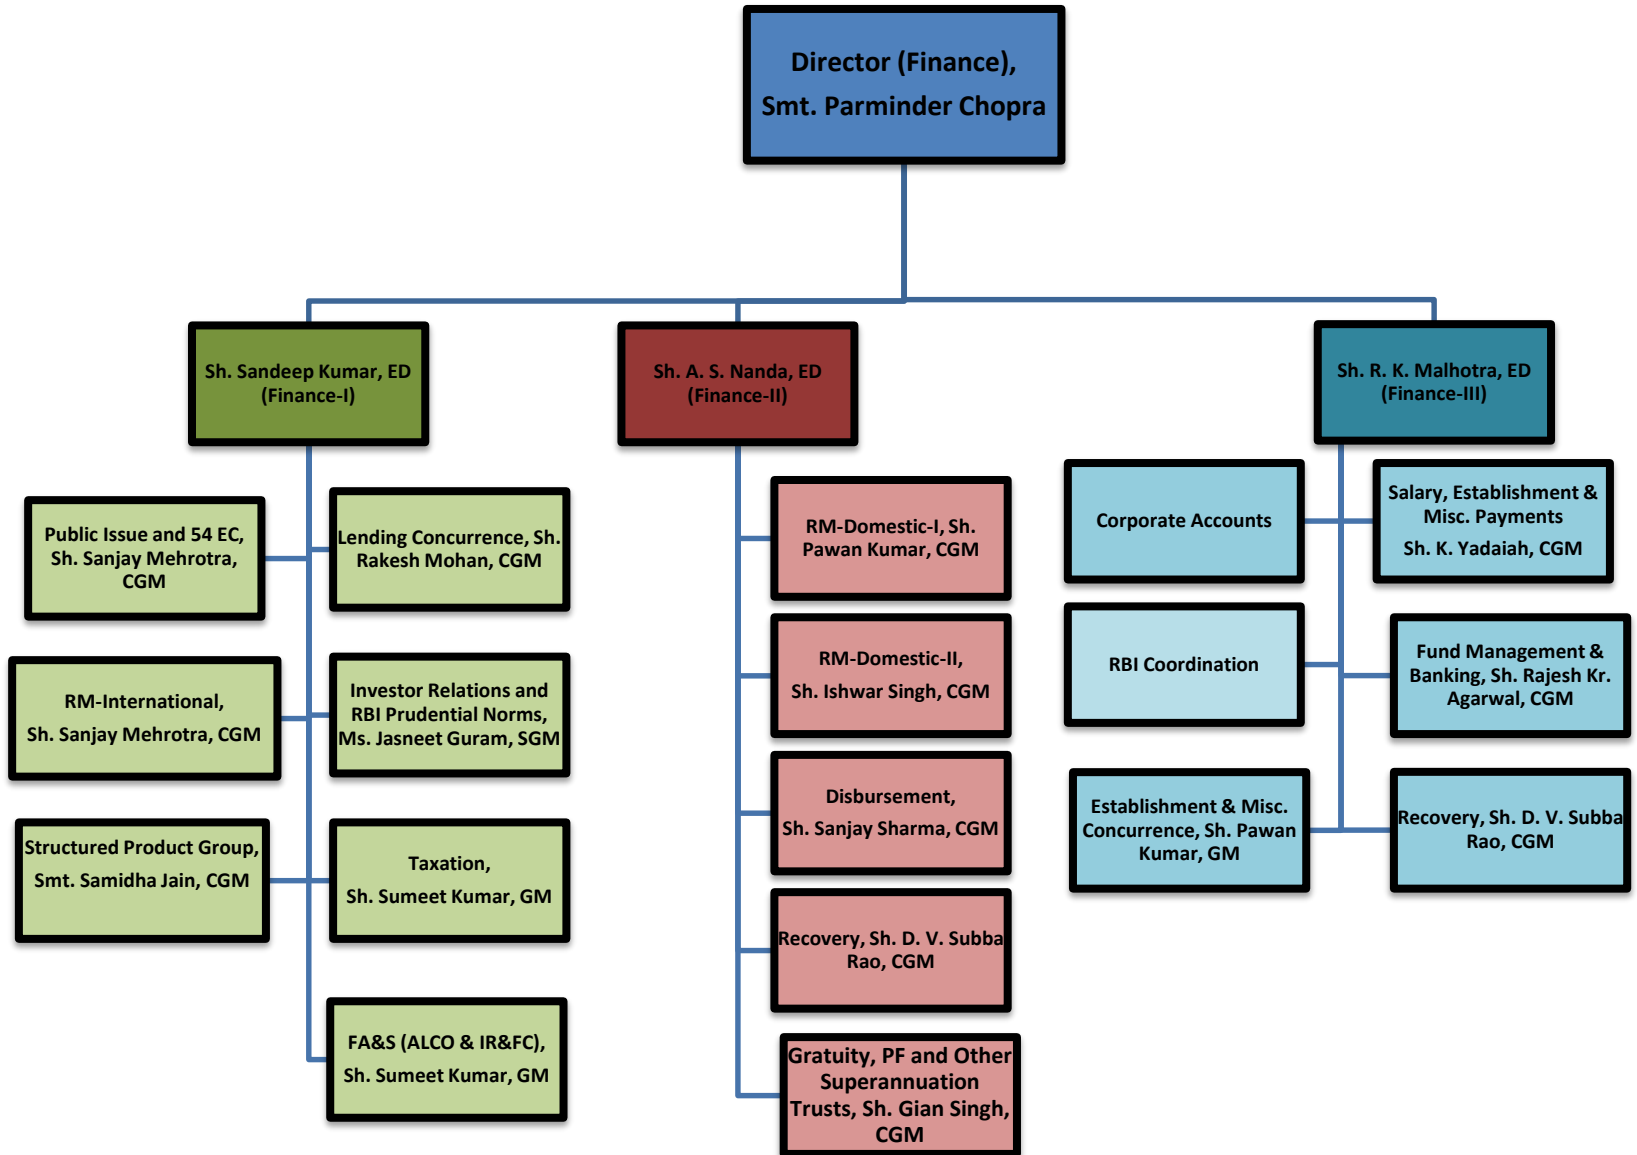 Director (Finance),
Smt. Parminder Chopra
Sh. Sandeep Kumar, ED
(Finance-I)
Sh. A. S. Nanda, ED
(Finance-II)
Sh. R. K. Malhotra, ED
(Finance-III)
Public Issue and 54 EC,
Sh. Sanjay Mehrotra,
CGM
Lending Concurrence, Sh.
Rakesh Mohan, CGM
RM-International,
Sh. Sanjay Mehrotra, CGM
Investor Relations and
RBI Prudential Norms,
Ms. Jasneet Guram, SGM
Structured Product Group,
Smt. Samidha Jain, CGM
Taxation,
Sh. Sumeet Kumar, GM
FA&S (ALCO & IR&FC),
Sh. Sumeet Kumar, GM
RM-Domestic-I, Sh.
Pawan Kumar, CGM
RM-Domestic-II,
Sh. Ishwar Singh, CGM
Disbursement,
Sh. Sanjay Sharma, CGM
Recovery, Sh. D. V. Subba
Rao, CGM
Gratuity, PF and Other
Superannuation
Trusts, Sh. Gian Singh,
CGM
Corporate Accounts
Salary, Establishment &
Misc. Payments
Sh. K. Yadaiah, CGM
RBI Coordination
Fund Management &
Banking, Sh. Rajesh Kr.
Agarwal, CGM
Establishment & Misc.
Concurrence, Sh. Pawan
Kumar, GM
Recovery, Sh. D. V. Subba
Rao, CGM